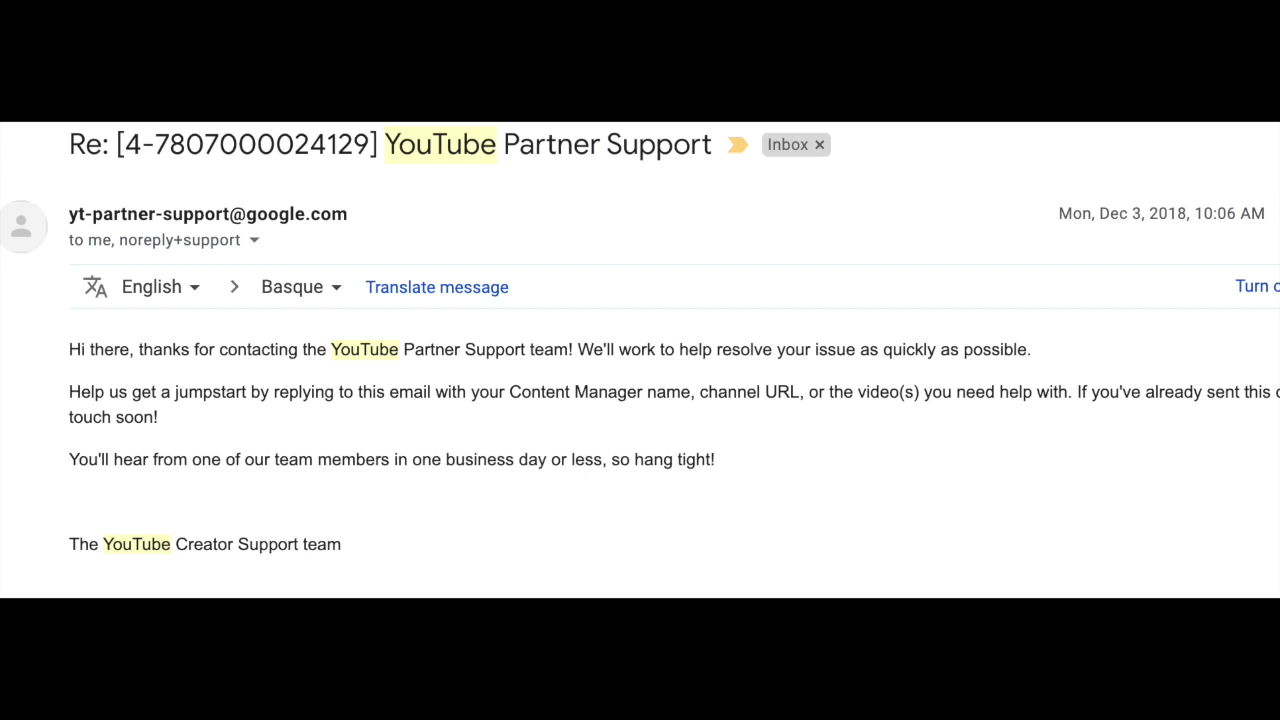 Re: [4-7807000024129] YouTube Partner Support Inbox ×
yt-partner-support@google.com Mon, Dec 3, 2018, 10:06 AM
to me, noreply+support
English > Basque Translate message Turn
Hi there, thanks for contacting the YouTube Partner Support team! We'll work to help resolve your issue as quickly as possible.
Help us get a jumpstart by replying to this email with your Content Manager name, channel URL, or the video(s) you need help with. If you've already sent this
touch soon!
You'll hear from one of our team members in one business day or less, so hang tight!
The YouTube Creator Support team